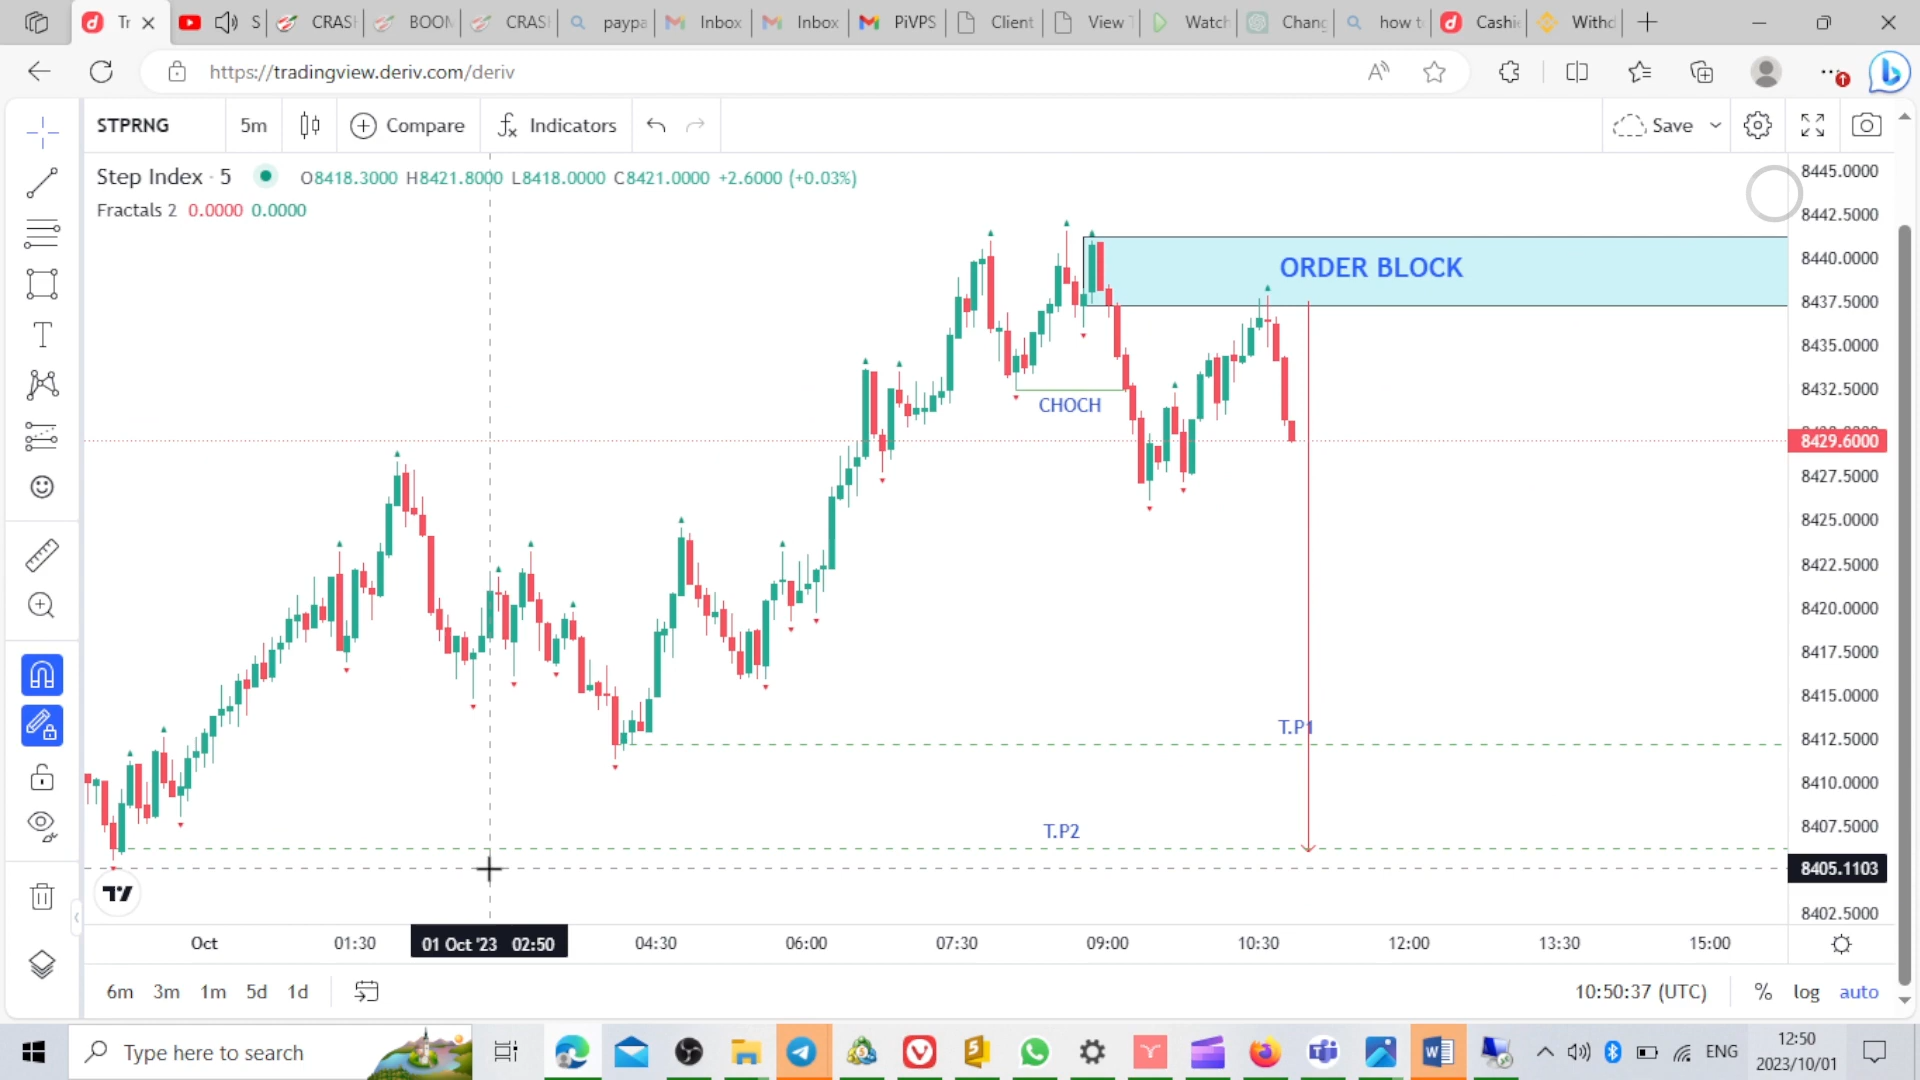 Tr
S
CRASH
BOOM
CRASH
paypa
Inbox
Inbox
PiVPS
Client
View T
Watch
Chang
how t
Cashi
Withd
https://tradingview.deriv.com/deriv
STPRNG
5m
Compare
Indicators
Save
Step Index · 5
O8418.3000 H8421.8000 L8418.0000 C8421.0000 +2.6000 (+0.03%)
Fractals 2 0.0000 0.0000
ORDER BLOCK
CHOCH
T.P1
T.P2
8445.0000
8442.5000
8440.0000
8437.5000
8435.0000
8432.5000
8429.6000
8427.5000
8425.0000
8422.5000
8420.0000
8417.5000
8415.0000
8412.5000
8410.0000
8407.5000
8405.1103
8402.5000
Oct 01:30 01 Oct '23 02:50 04:30 06:00 07:30 09:00 10:30 12:00 13:30 15:00
6m 3m 1m 5d 1d
10:50:37 (UTC) % log auto
Type here to search
ENG
12:50
2023/10/01